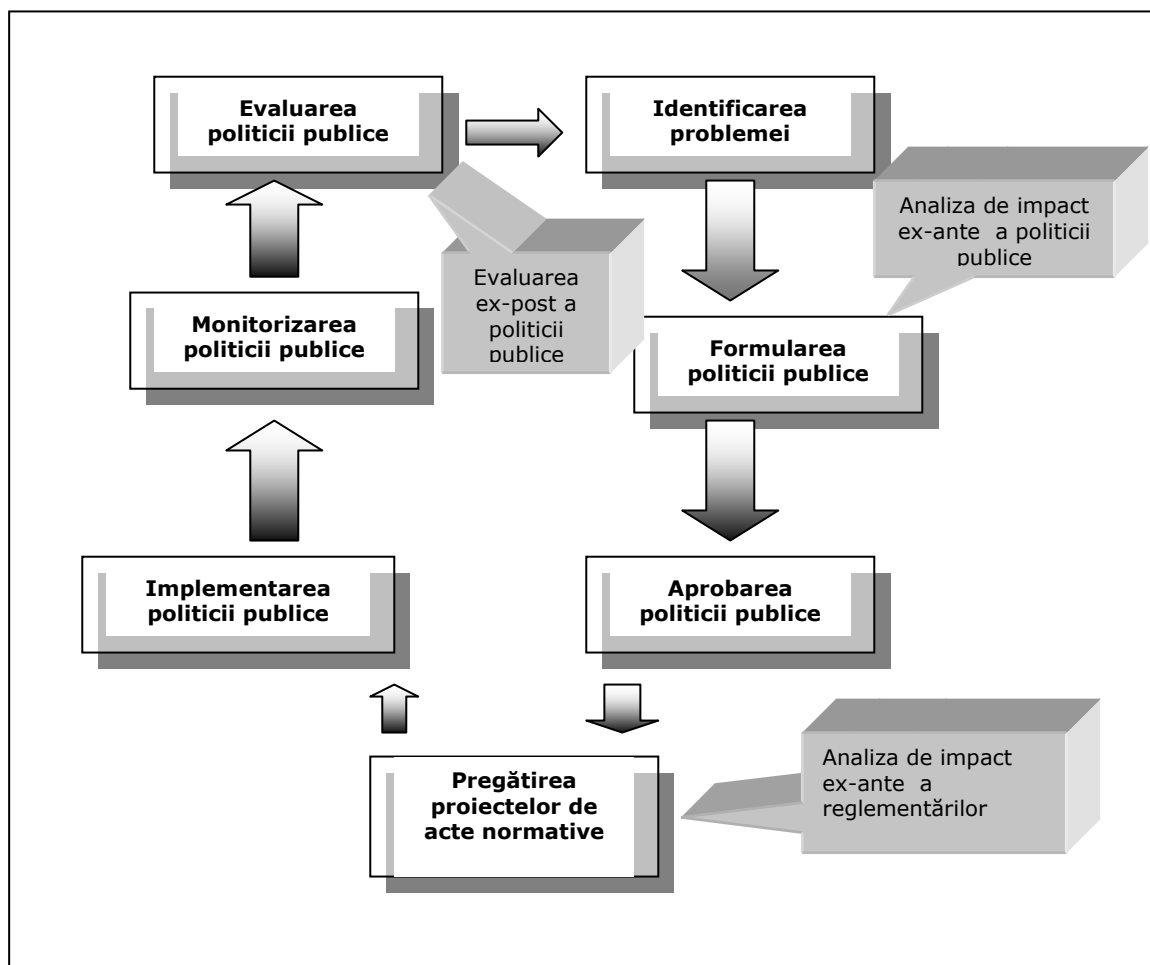 Evaluarea
politicii publice
Identificarea
problemei
Analiza de impact
ex-ante a politicii
publice
Evaluarea
ex-post a
politicii
publice
Monitorizarea
politicii publice
Formularea
politicii publice
Implementarea
politicii publice
Aprobarea
politicii publice
Pregătirea
proiectelor de
acte normative
Analiza de impact
ex-ante a
reglementărilor